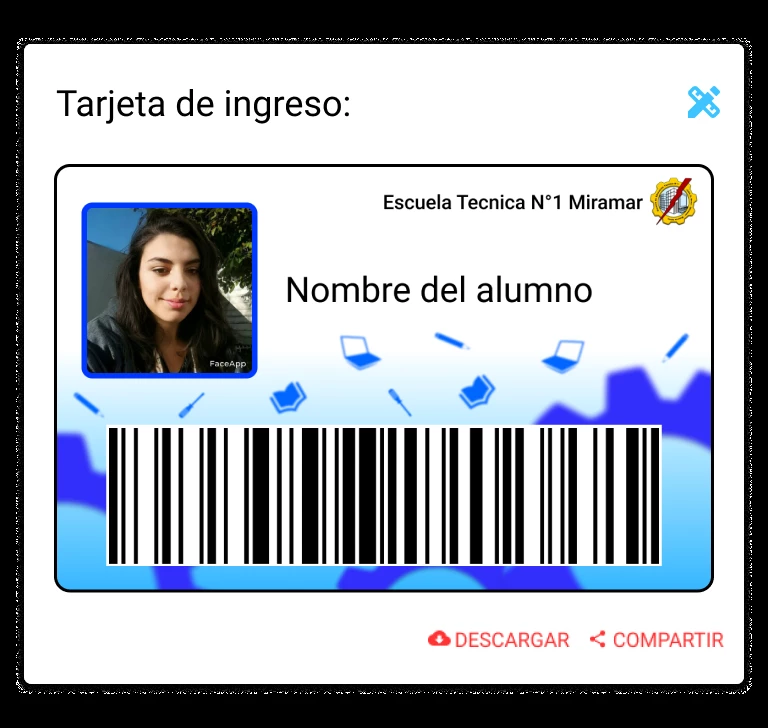 Tarjeta de ingreso:
Escuela Tecnica N°1 Miramar
Nombre del alumno
FaceApp
DESCARGAR COMPARTIR